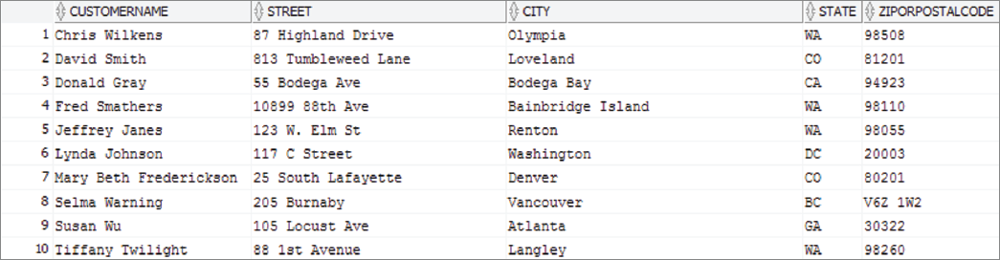 CUSTOMERNAME STREET CITY STATE ZIPORPOSTALCODE
1 Chris Wilkens 87 Highland Drive Olympia WA 98508
2 David Smith 813 Tumbleweed Lane Loveland CO 81201
3 Donald Gray 55 Bodega Ave Bodega Bay CA 94923
4 Fred Smathers 10899 88th Ave Bainbridge Island WA 98110
5 Jeffrey Janes 123 W. Elm St Renton WA 98055
6 Lynda Johnson 117 C Street Washington DC 20003
7 Mary Beth Frederickson 25 South Lafayette Denver CO 80201
8 Selma Warning 205 Burnaby Vancouver BC V6Z 1W2
9 Susan Wu 105 Locust Ave Atlanta GA 30322
10 Tiffany Twilight 88 1st Avenue Langley WA 98260